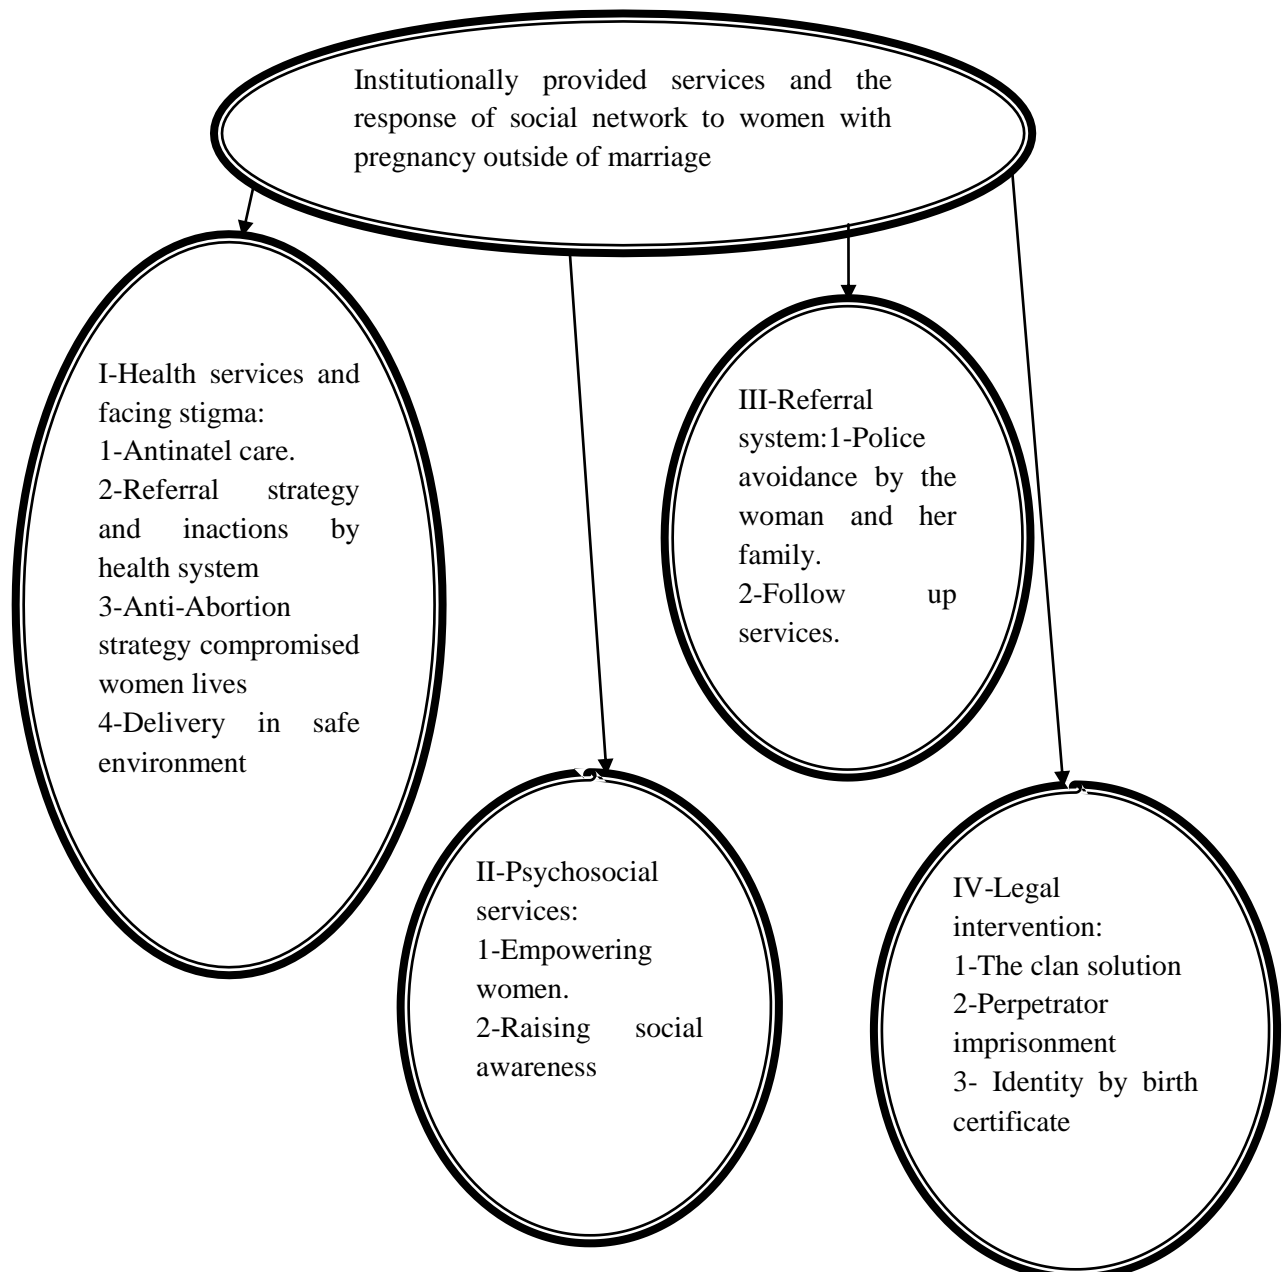 Institutionally provided services and the
response of social network to women with
pregnancy outside of marriage
I-Health services and
facing stigma:
1-Antinatel care.
2-Referral strategy
and inactions by
health system
3-Anti-Abortion
strategy compromised
women lives
4-Delivery in safe
environment
III-Referral
system:1-Police
avoidance by the
woman and her
family.
2-Follow up
services.
II-Psychosocial
services:
1-Empowering
women.
2-Raising social
awareness
IV-Legal
intervention:
1-The clan solution
2-Perpetrator
imprisonment
3- Identity by birth
certificate